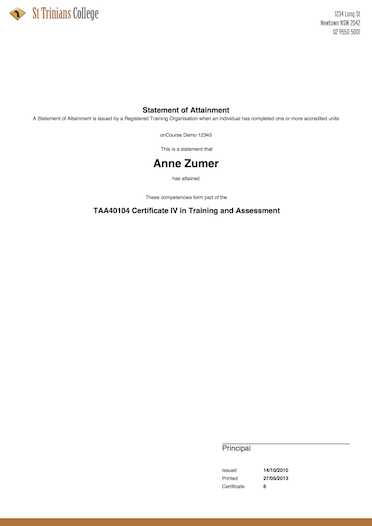 St Trinians College
1234 Long St
Newtown NSW 2042
02 9550 5001
Statement of Attainment
A Statement of Attainment is issued by a Registered Training Organisation when an individual has completed one or more accredited units
onCourse Demo 12345
This is a statement that
Anne Zumer
has attained
These competencies form part of the
TAA40104 Certificate IV in Training and Assessment
Principal
Issued 14/10/2010
Printed 27/05/2013
Certificate 6